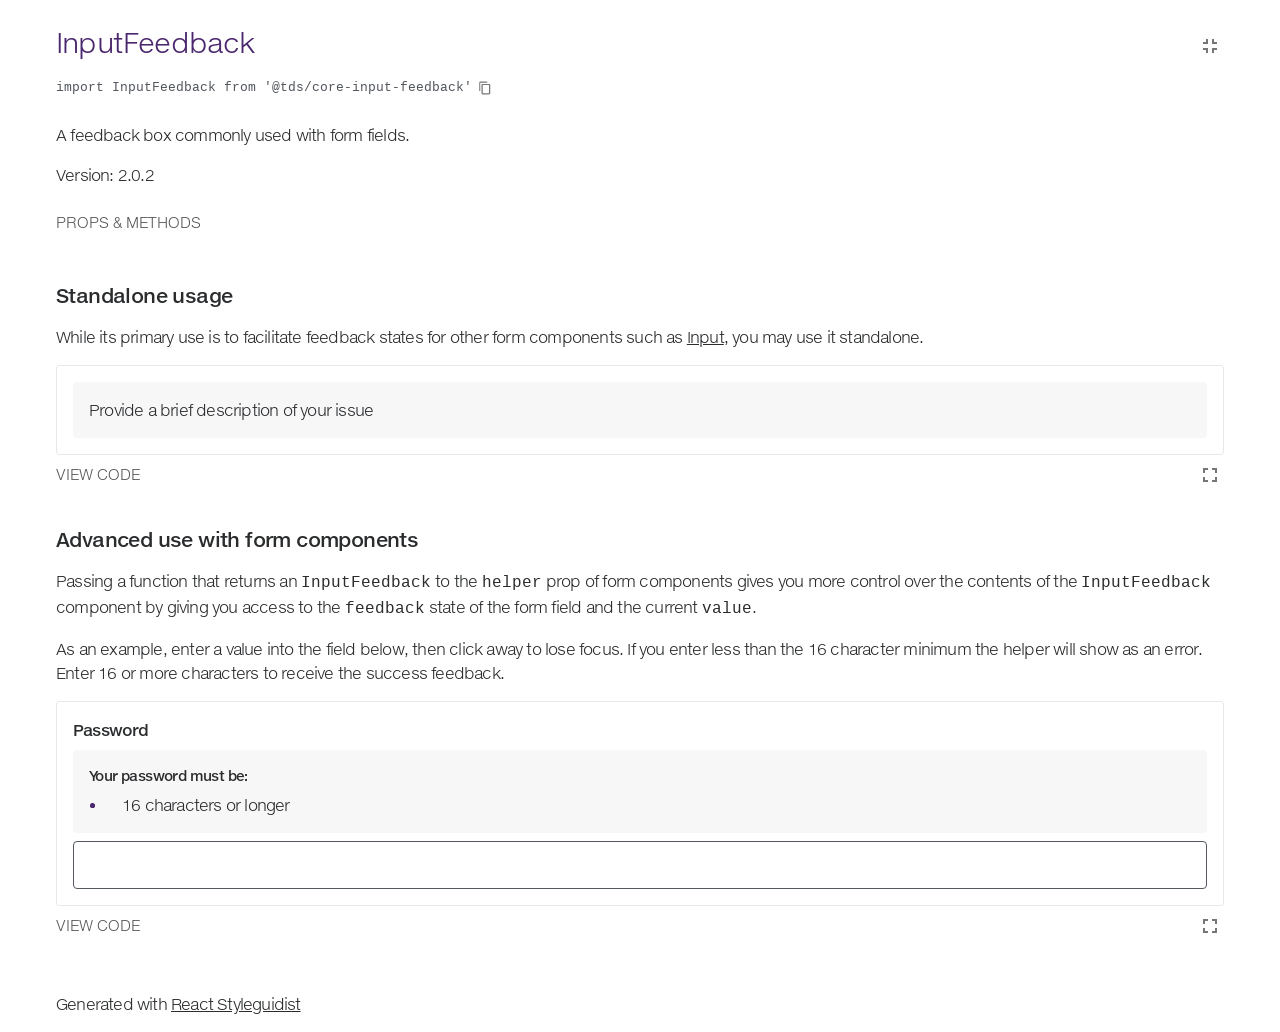 InputFeedback
import InputFeedback from '@tds/core-input-feedback'
A feedback box commonly used with form fields.
Version: 2.0.2
PROPS & METHODS
Standalone usage
While its primary use is to facilitate feedback states for other form components such as Input, you may use it standalone.
Provide a brief description of your issue
VIEW CODE
Advanced use with form components
Passing a function that returns an InputFeedback to the helper prop of form components gives you more control over the contents of the InputFeedback
component by giving you access to the feedback state of the form field and the current value.
As an example, enter a value into the field below, then click away to lose focus. If you enter less than the 16 character minimum the helper will show as an error.
Enter 16 or more characters to receive the success feedback.
Password
Your password must be:
• 16 characters or longer
VIEW CODE
Generated with React Styleguidist